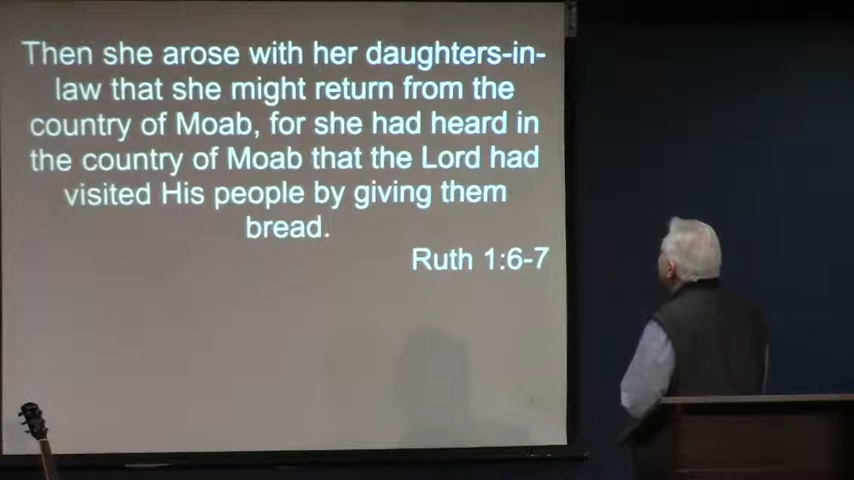 Then she arose with her daughters-in-
law that she might return from the
country of Moab, for she had heard in
the country of Moab that the Lord had
visited His people by giving them
bread.
Ruth 1:6-7